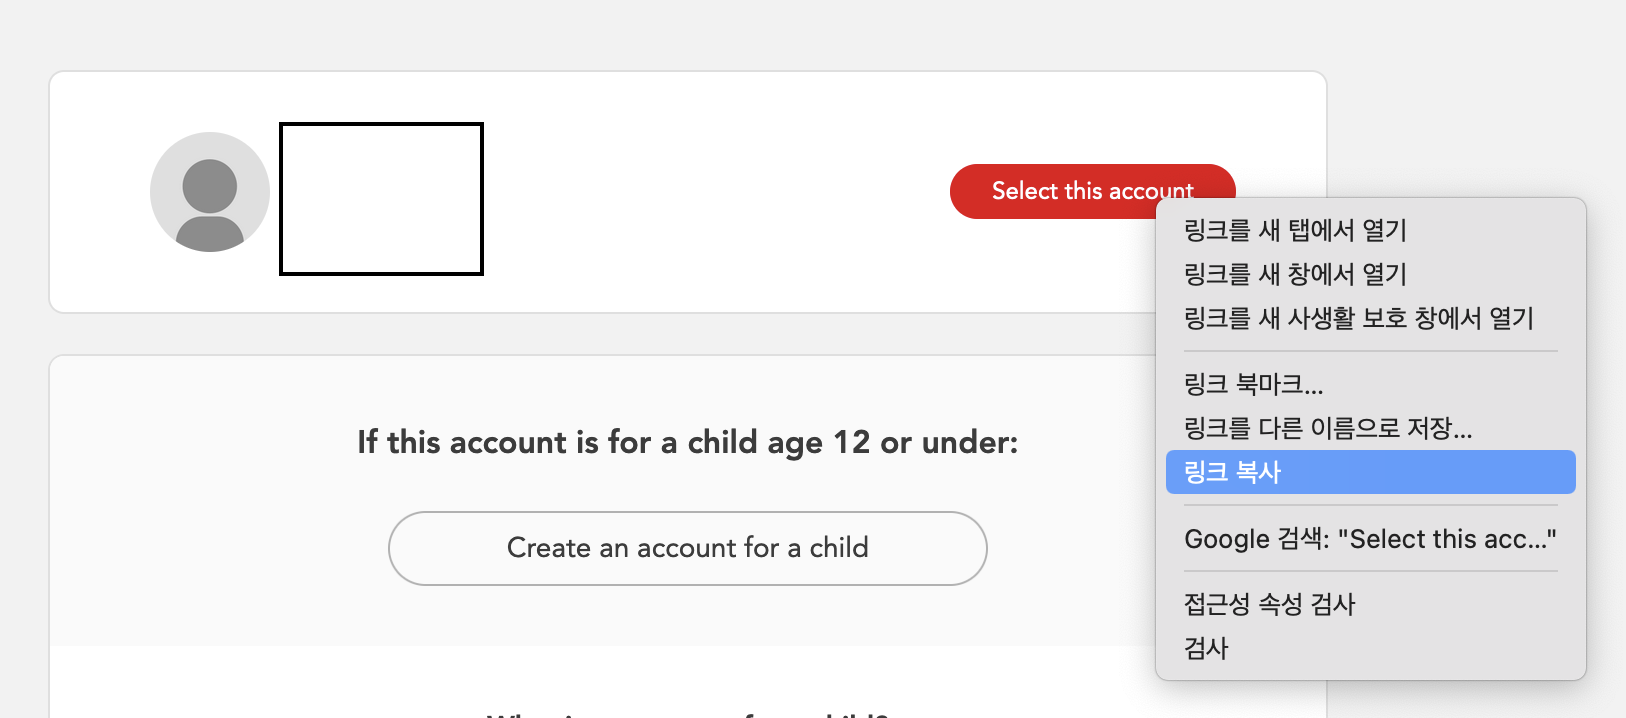 Select this account
링크를 새 탭에서 열기
링크를 새 창에서 열기
링크를 새 사생활 보호 창에서 열기
링크 북마크...
링크를 다른 이름으로 저장...
링크 복사
Google 검색: "Select this acc..."
접근성 속성 검사
검사
If this account is for a child age 12 or under:
Create an account for a child